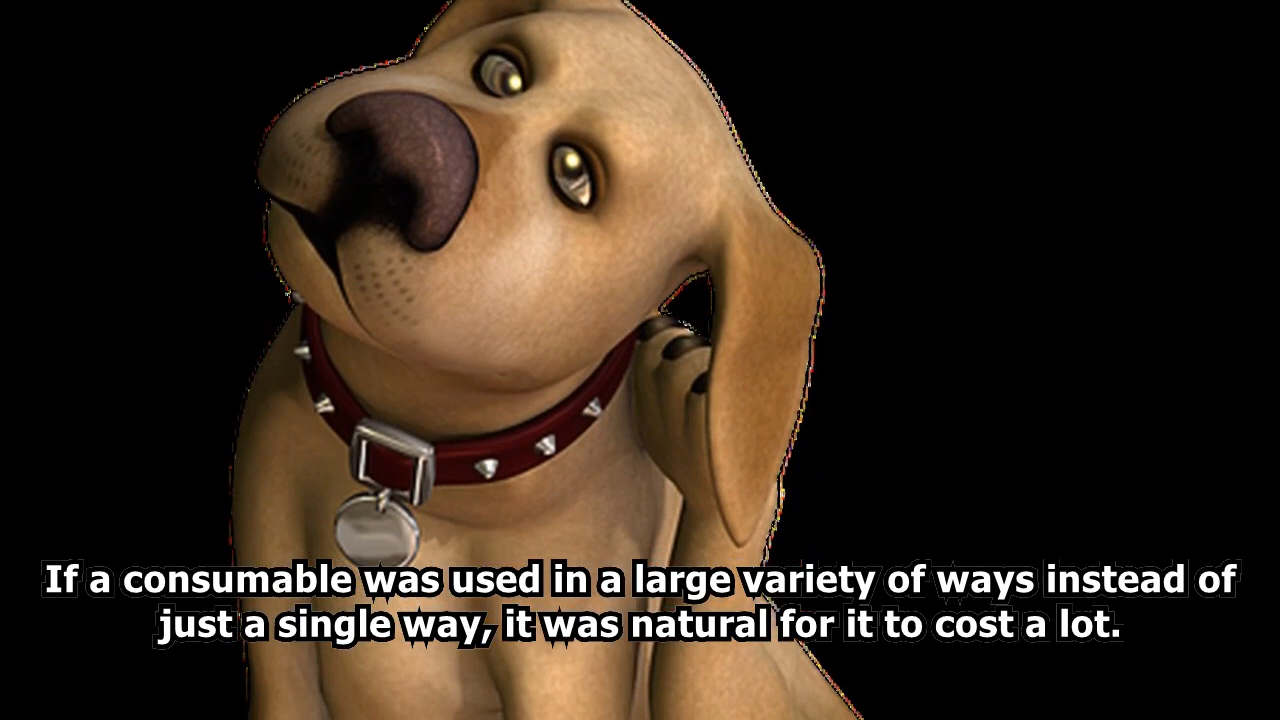 If a consumable was used in a large variety of ways instead of
just a single way, it was natural for it to cost a lot.